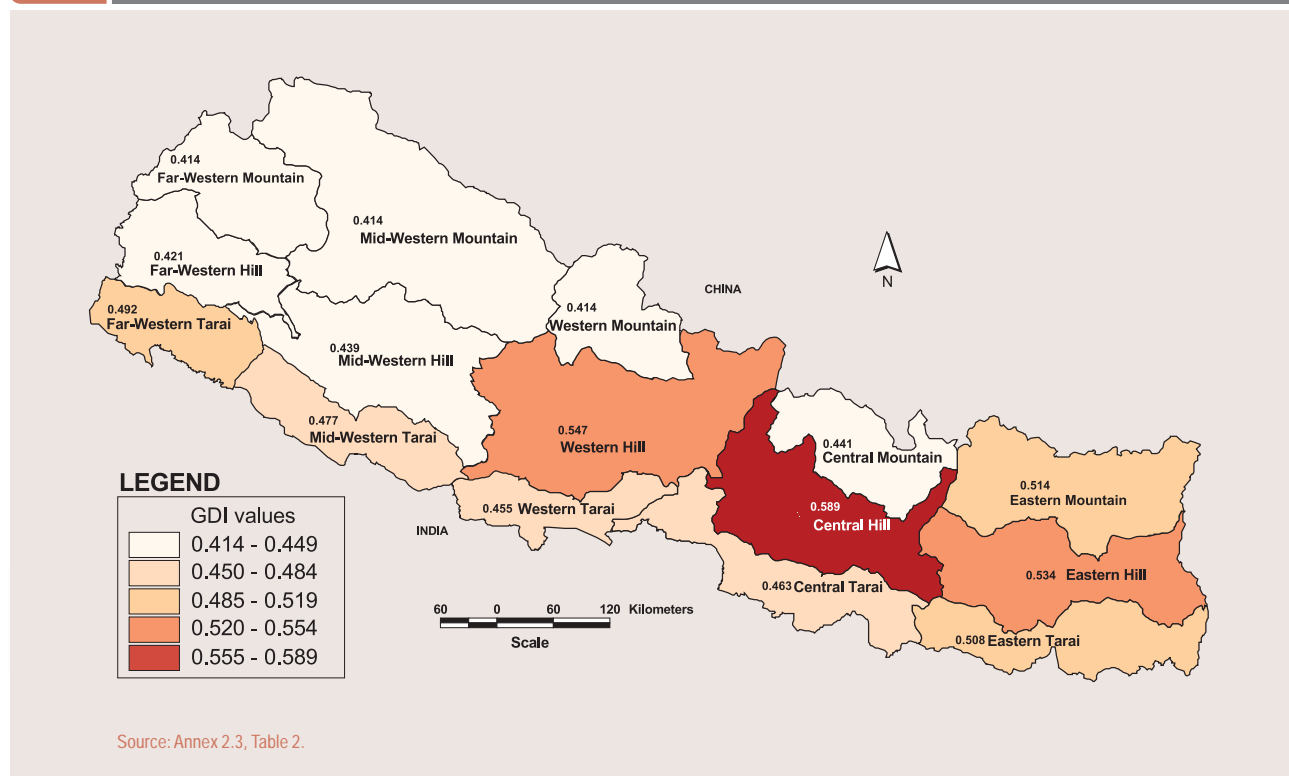 0.414
Far-Western Mountain
0.414
Mid-Western Mountain
0.421
Far-Western Hill
CHINA
N
0.492
Far-Western Tarai
0.414
Western Mountain
0.439
Mid-Western Hill
0.477
Mid-Western Tarai
0.547
Western Hill
0.441
Central Mountain
0.514
Eastern Mountain
0.455 Western Tarai
0.589
Central Hill
INDIA
0.534 Eastern Hill
0.463 Central Tarai
0.508 Eastern Tarai
LEGEND
GDI values
0.414 - 0.449
0.450 - 0.484
0.485 - 0.519
0.520 - 0.554
0.555 - 0.589
60 0 60 120 Kilometers
Scale
Source: Annex 2.3, Table 2.